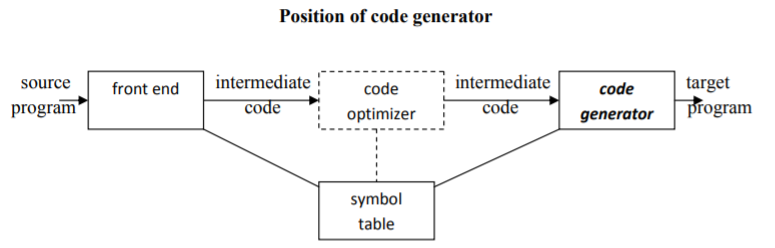 Position of code generator
source
program
front end
intermediate
code
code
optimizer
intermediate
code
code
generator
target
program
symbol
table